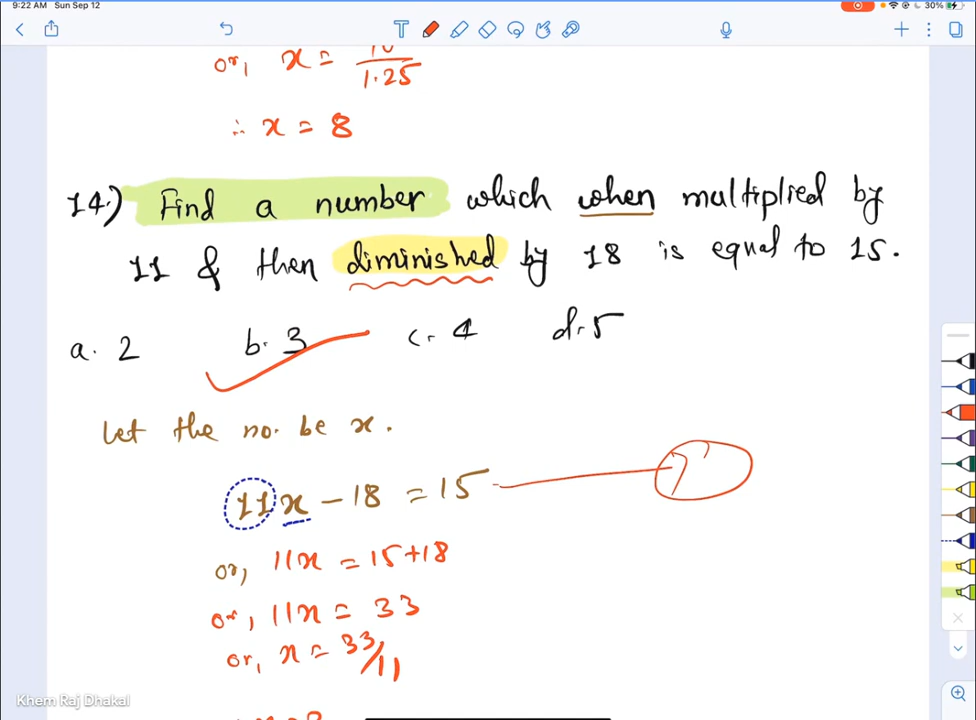 9:22 AM Sun Sep 12
30%
or, x = 10/1.25
∴ x = 8
14.) Find a number which when multiplied by
11 & then diminished by 18 is equal to 15.
a. 2 b. 3 c. 4 d. 5
Let the no. be x.
11x - 18 = 15
or, 11x = 15+18
or, 11x = 33
or, x = 33/11
Khem Raj Dhakal